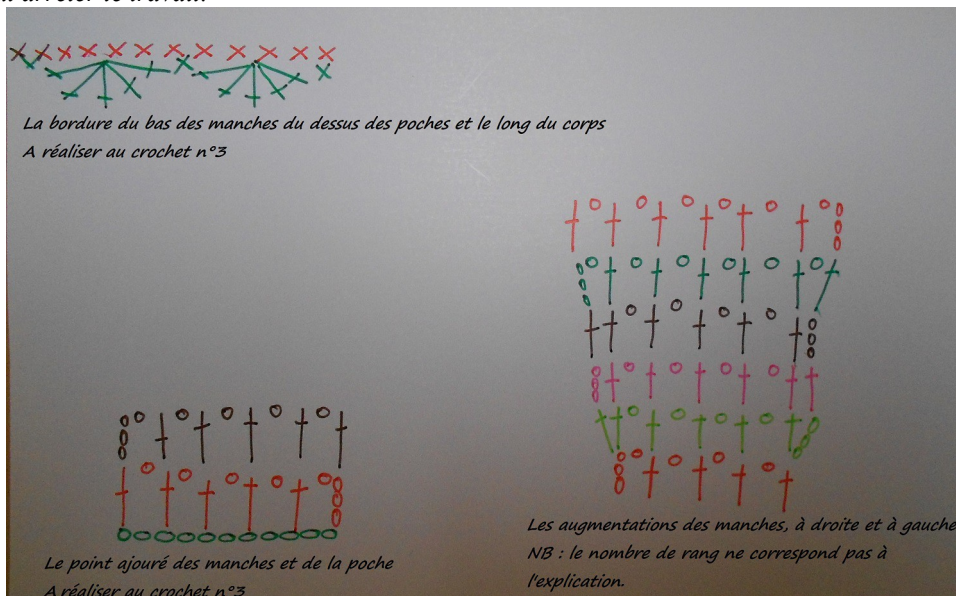 La bordure du bas des manches du dessus des poches et le long du corps
A réaliser au crochet n°3
Les augmentations des manches, à droite et à gauche
NB : le nombre de rang ne correspond pas à
l'explication.
Le point ajouré des manches et de la poche
A réaliser au crochet n°3